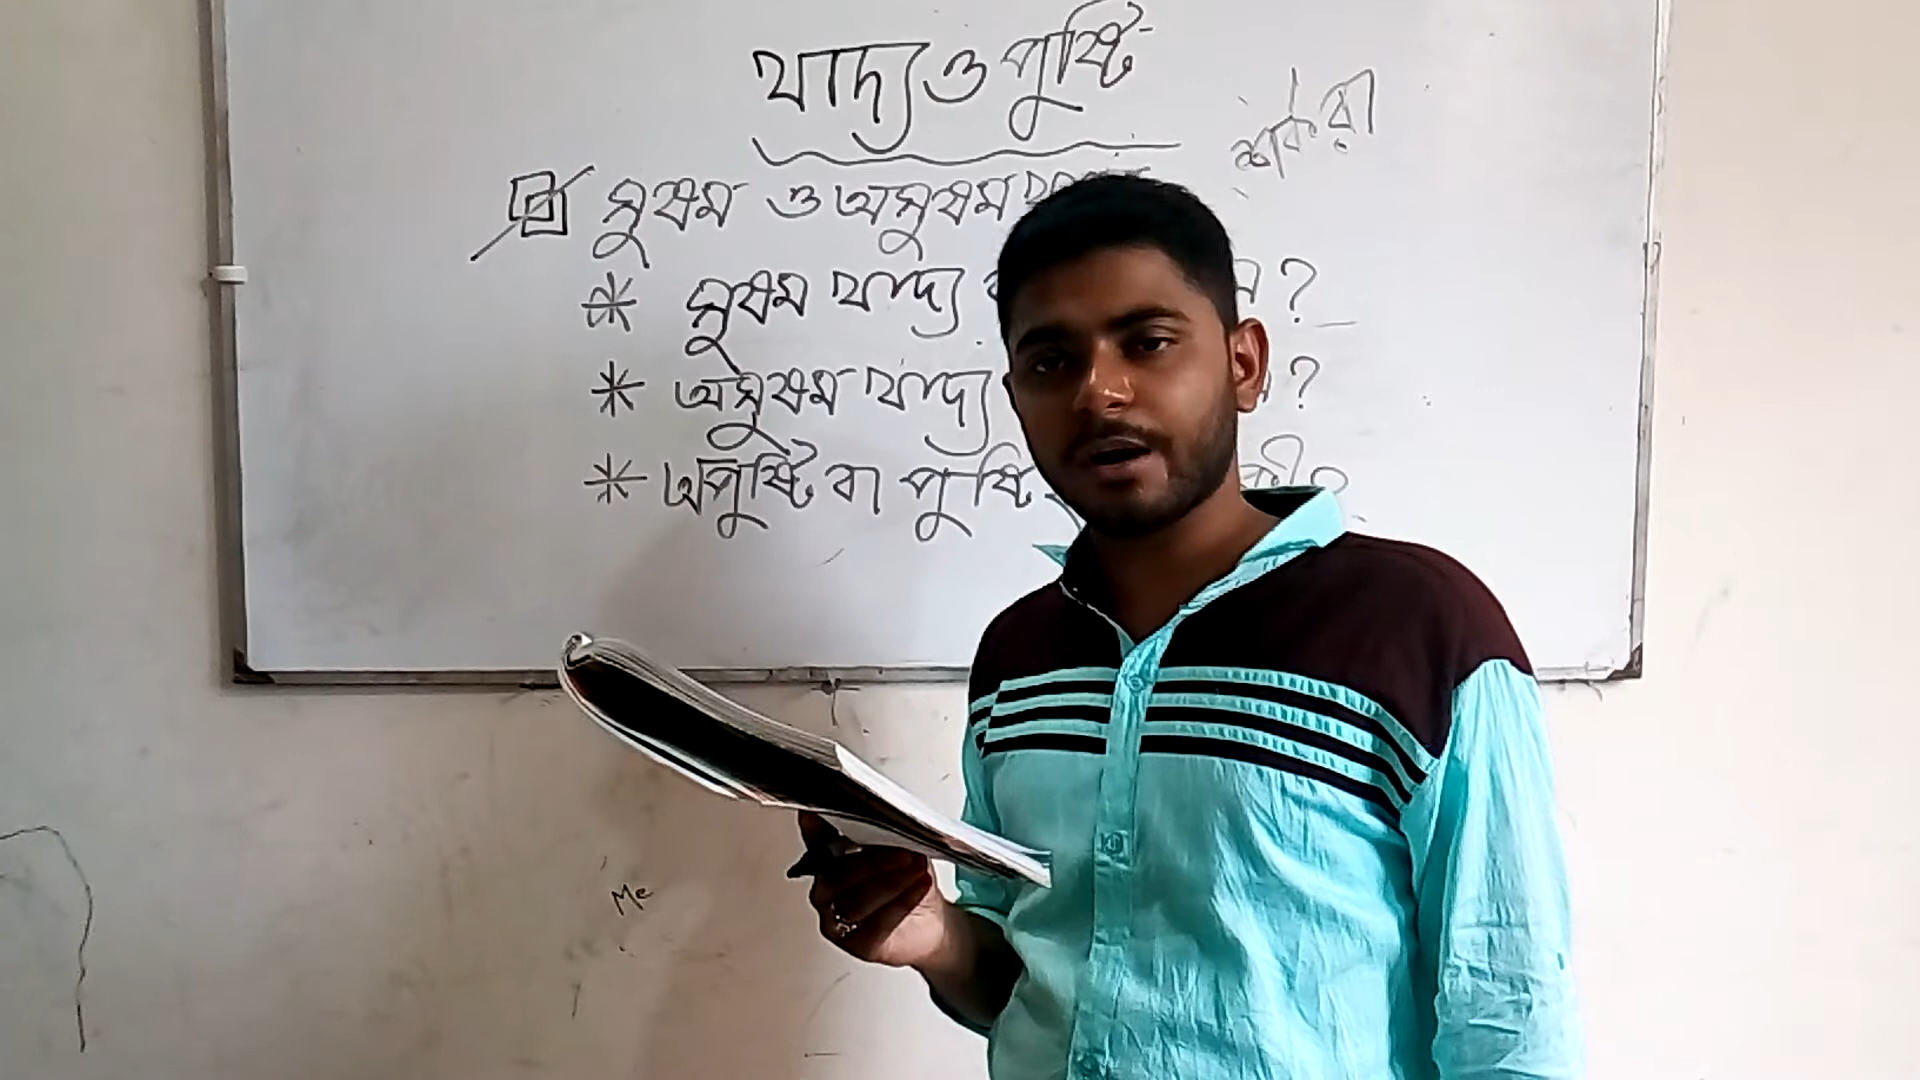 খাদ্য ও পুষ্টি
শর্করা
সুষম ও অসুষম
* সুষম খাদ্য ?
* অসুষম খাদ্য ?
* অপুষ্টি বা পুষ্টি কী?
Me